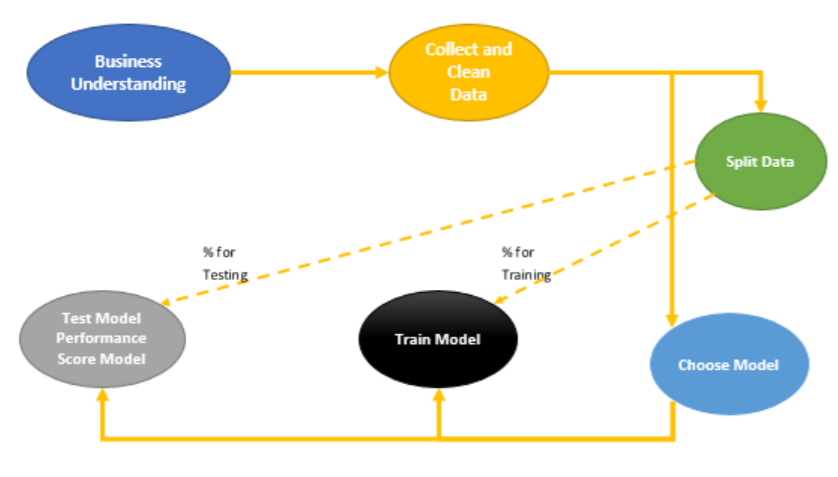 Business
Understanding
Collect and
Clean
Data
Split Data
% for
Testing
% for
Training
Test Model
Performance
Score Model
Train Model
Choose Model